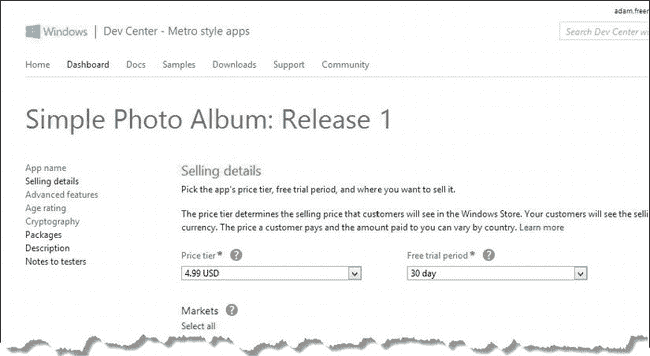 adam.freen
Windows | Dev Center - Metro style apps
Search Dev Center w
Home Dashboard Docs Samples Downloads Support Community
Simple Photo Album: Release 1
App name
Selling details
Advanced features
Age rating
Cryptography
Packages
Description
Notes to testers
Selling details
Pick the app's price tier, free trial period, and where you want to sell it.
The price tier determines the selling price that customers will see in the Windows Store. Your customers will see the selli
currency. The price a customer pays and the amount paid to you can vary by country. Learn more
Price tier * ? Free trial period * ?
4.99 USD 30 day
Markets ?
Select all